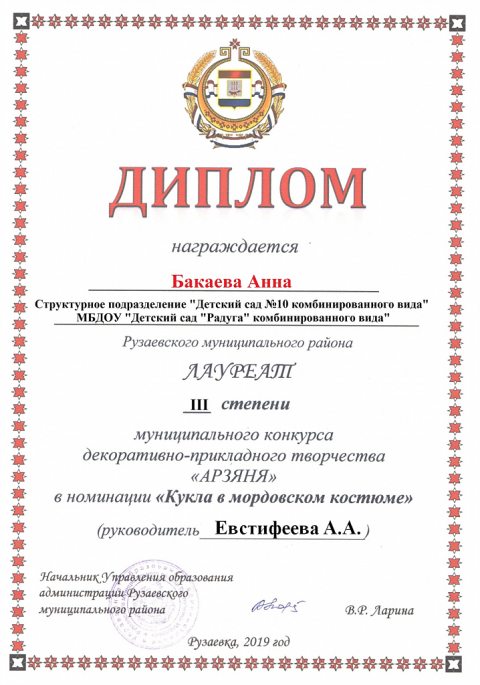 ДИПЛОМ
награждается
Бакаева Анна
Структурное подразделение "Детский сад №10 комбинированного вида"
МБДОУ "Детский сад "Радуга" комбинированного вида"
Рузаевского муниципального района
ЛАУРЕАТ
III степени
муниципального конкурса
декоративно-прикладного творчества
«АРЗЯНЯ»
в номинации «Кукла в мордовском костюме»
(руководитель Евстифеева А.А.)
Начальник Управления образования
администрации Рузаевского
муниципального района В.Р. Ларина
Рузаевка, 2019 год